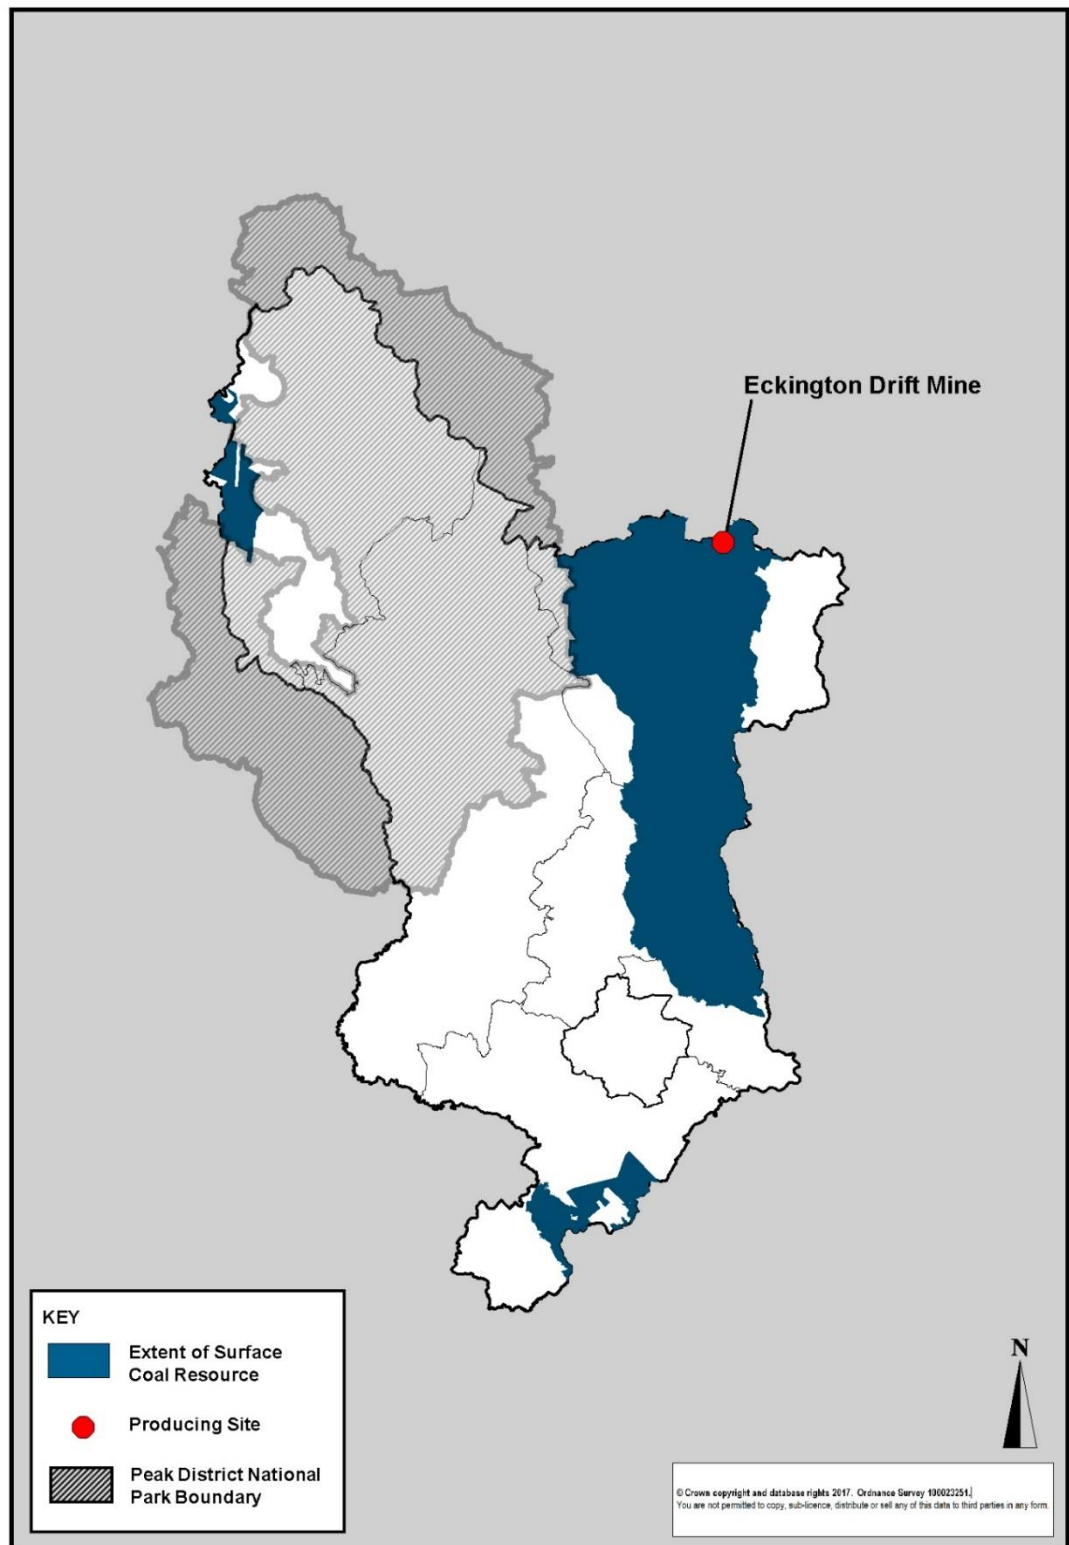 Eckington Drift Mine
KEY
Extent of Surface
Coal Resource
Producing Site
Peak District National
Park Boundary
N
© Crown copyright and database rights 2017. Ordnance Survey 100023251.
You are not permitted to copy, sub-licence, distribute or sell any of this data to third parties in any form.